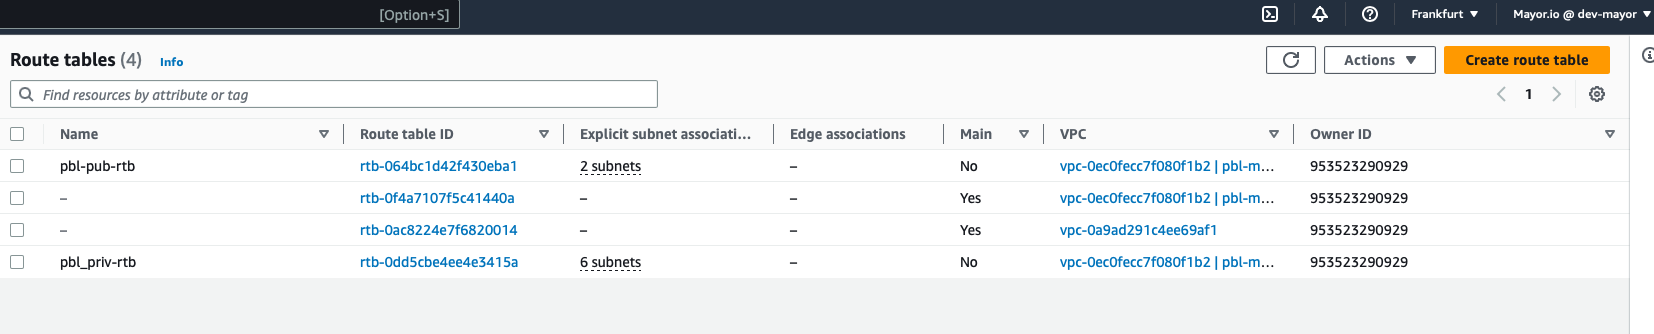 [Option+S] Frankfurt ▼ Mayor.io @ dev-mayor ▼
Route tables (4) Info Actions ▼ Create route table
Find resources by attribute or tag 1
Name Route table ID Explicit subnet associati... Edge associations Main VPC Owner ID
pbl-pub-rtb rtb-064bc1d42f430eba1 2 subnets – No vpc-0ec0fecc7f080f1b2 | pbl-m... 953523290929
– rtb-0f4a7107f5c41440a – – Yes vpc-0ec0fecc7f080f1b2 | pbl-m... 953523290929
– rtb-0ac8224e7f6820014 – – Yes vpc-0a9ad291c4ee69af1 953523290929
pbl_priv-rtb rtb-0dd5cbe4ee4e3415a 6 subnets – No vpc-0ec0fecc7f080f1b2 | pbl-m... 953523290929